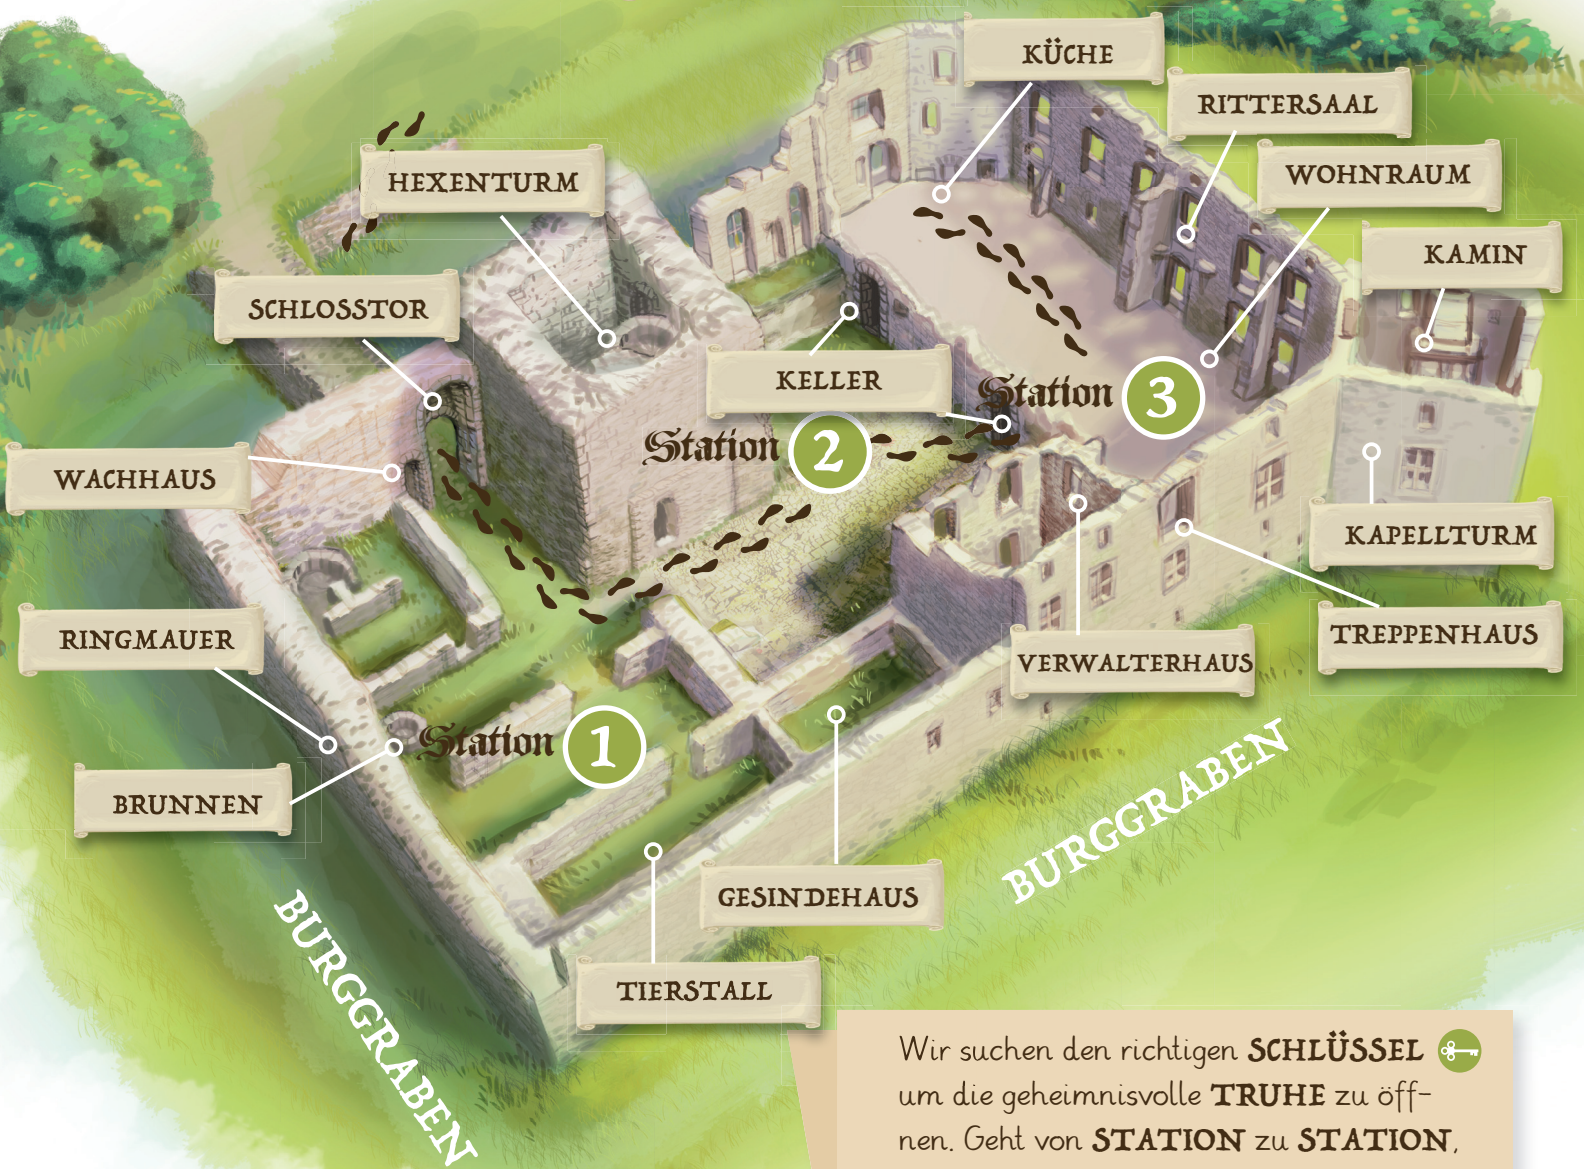 KÜCHE
RITTERSAAL
WOHNRAUM
HEXENTURM
KAMIN
SCHLOSSTOR
KELLER
Station 3
Station 2
WACHHAUS
KAPELLTURM
RINGMAUER
TREPPENHAUS
VERWALTERHAUS
Station 1
BRUNNEN
BURGGRABEN
GESINDEHAUS
TIERSTALL
BURGGRABEN
Wir suchen den richtigen SCHLÜSSEL
um die geheimnisvolle TRUHE zu öff-
nen. Geht von STATION zu STATION,